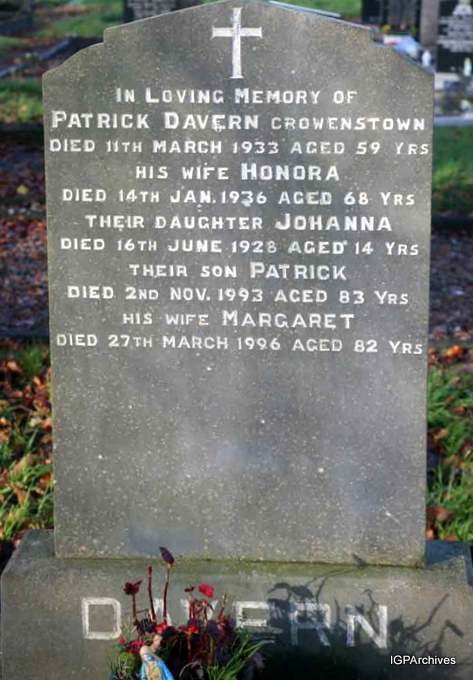 IN LOVING MEMORY OF
PATRICK DAVERN CROWENSTOWN
DIED 11TH MARCH 1933 AGED 59 YRS
HIS WIFE HONORA
DIED 14TH JAN. 1936 AGED 68 YRS
THEIR DAUGHTER JOHANNA
DIED 16TH JUNE 1928 AGED 14 YRS
THEIR SON PATRICK
DIED 2ND NOV. 1993 AGED 83 YRS
HIS WIFE MARGARET
DIED 27TH MARCH 1996 AGED 82 YRS
DAVERN
IGPArchives